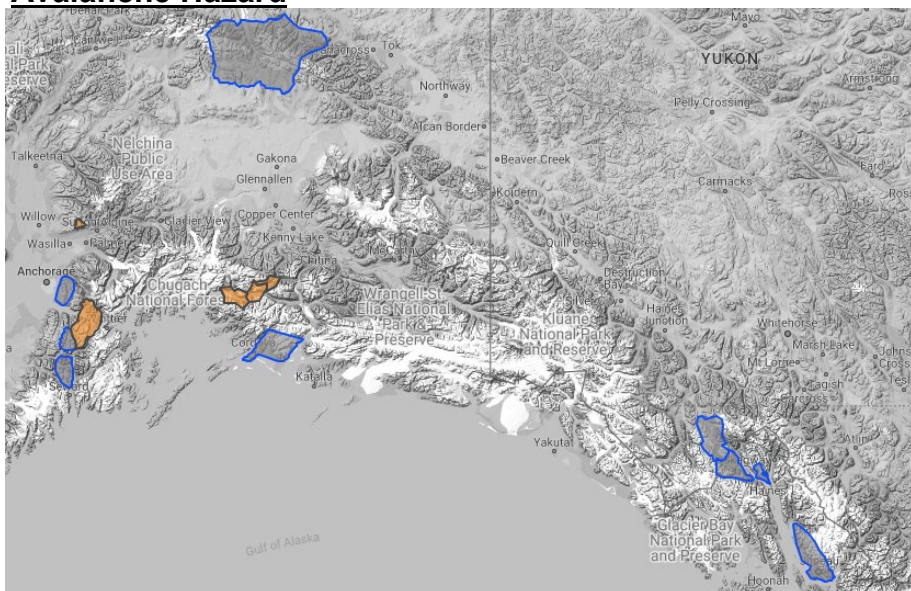 Avalanche Hazard
Mayo
Cantwell
YUKON
Tok
Northway
Armstrong
Pelly Crossing
Alcan Border
Nelchina
Public
Use Area
Talkeetna
Gakona
Beaver Creek
Glennallen
Carmacks
Koidern
Willow
Glacier View
Copper Center
Wasilla
Palmer
Kenny Lake
Quill Creek
McCarthy
Chitina
Anchorage
Destruction
Bay
Chugach
National Forest
Wrangell-St.
Elias National
Park &
Preserve
Kluane
National Park
and Reserve
Haines
Junction
Whitehorse
Marsh Lake
Mt Lorne
Katalla
Tagish
Carcross
Yakutat
Atlin
Haines
Glacier Bay
National Park
and Preserve
Gulf of Alaska
Hoonah